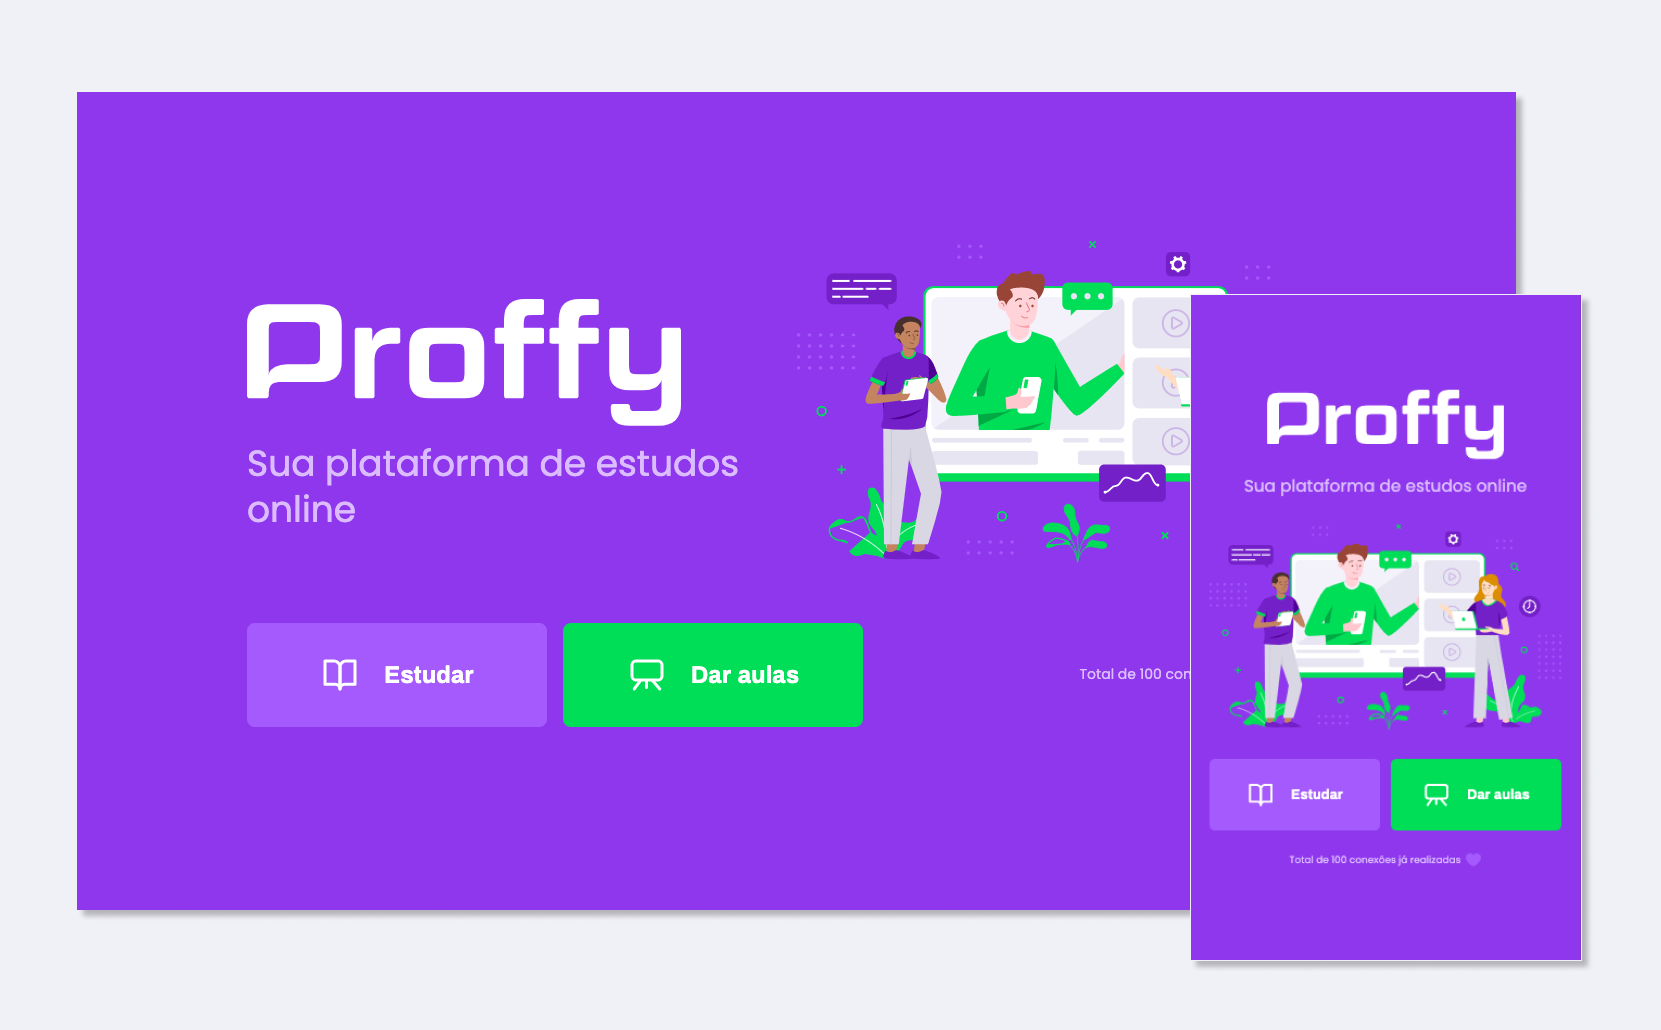 Proffy
Sua plataforma de estudos
online
Estudar
Dar aulas
Total de 100 con
Proffy
Sua plataforma de estudos online
Estudar
Dar aulas
Total de 100 conexões já realizadas